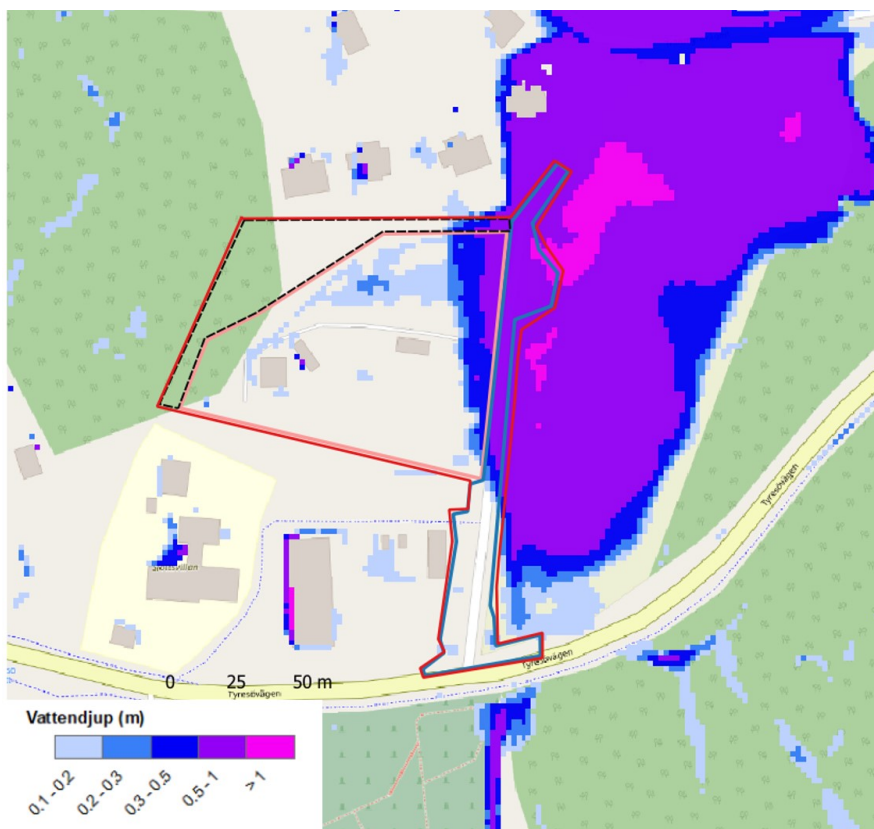 Tyresövägen
Tyresövägen
0 25 50 m
Tyresövägen
Vattendjup (m)
0,1 - 0,2
0,2 - 0,3
0,3 - 0,5
0,5 - 1
> 1